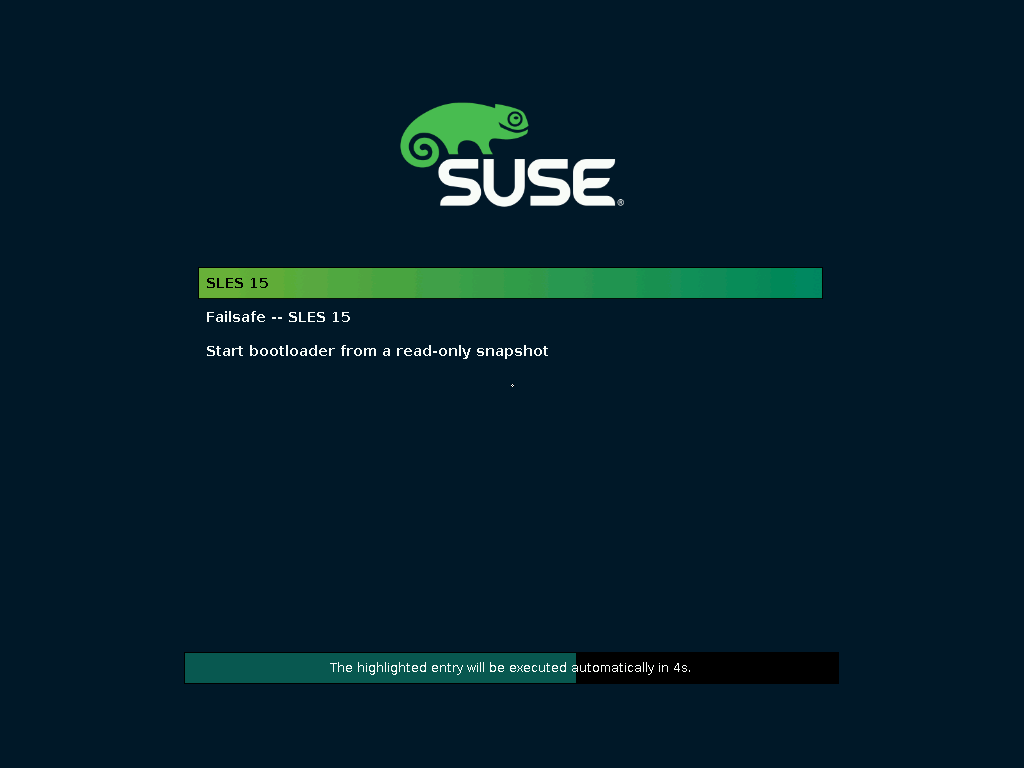 SUSE®
SLES 15
Failsafe -- SLES 15
Start bootloader from a read-only snapshot
The highlighted entry will be executed automatically in 4s.